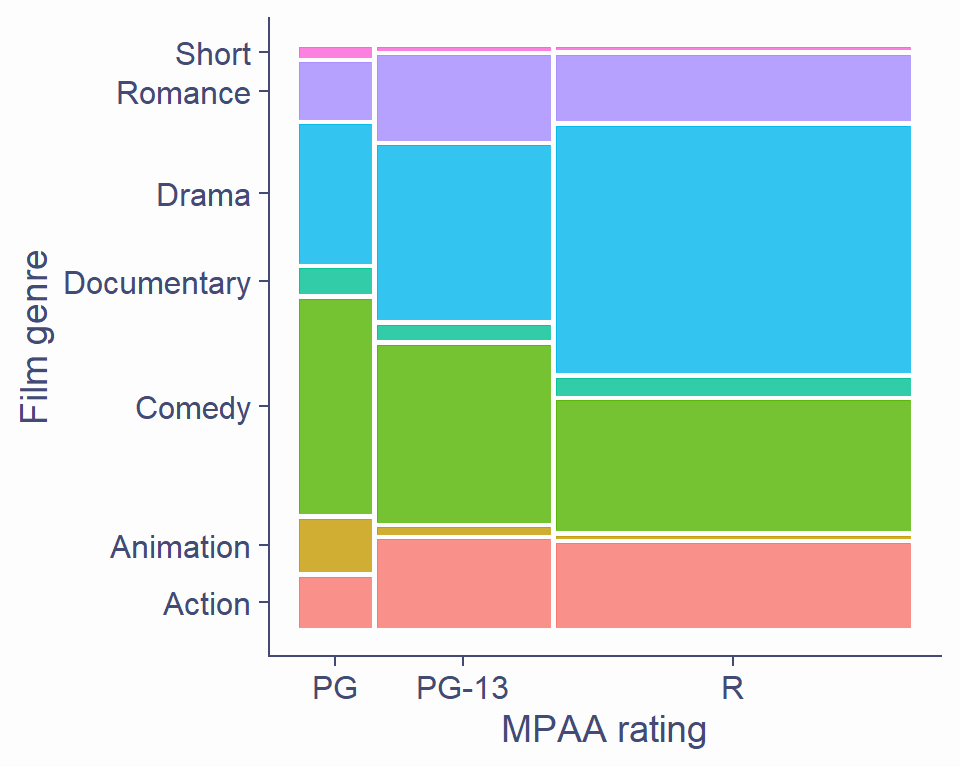 Film genre
Short
Romance
Drama
Documentary
Comedy
Animation
Action
PG PG-13 R
MPAA rating